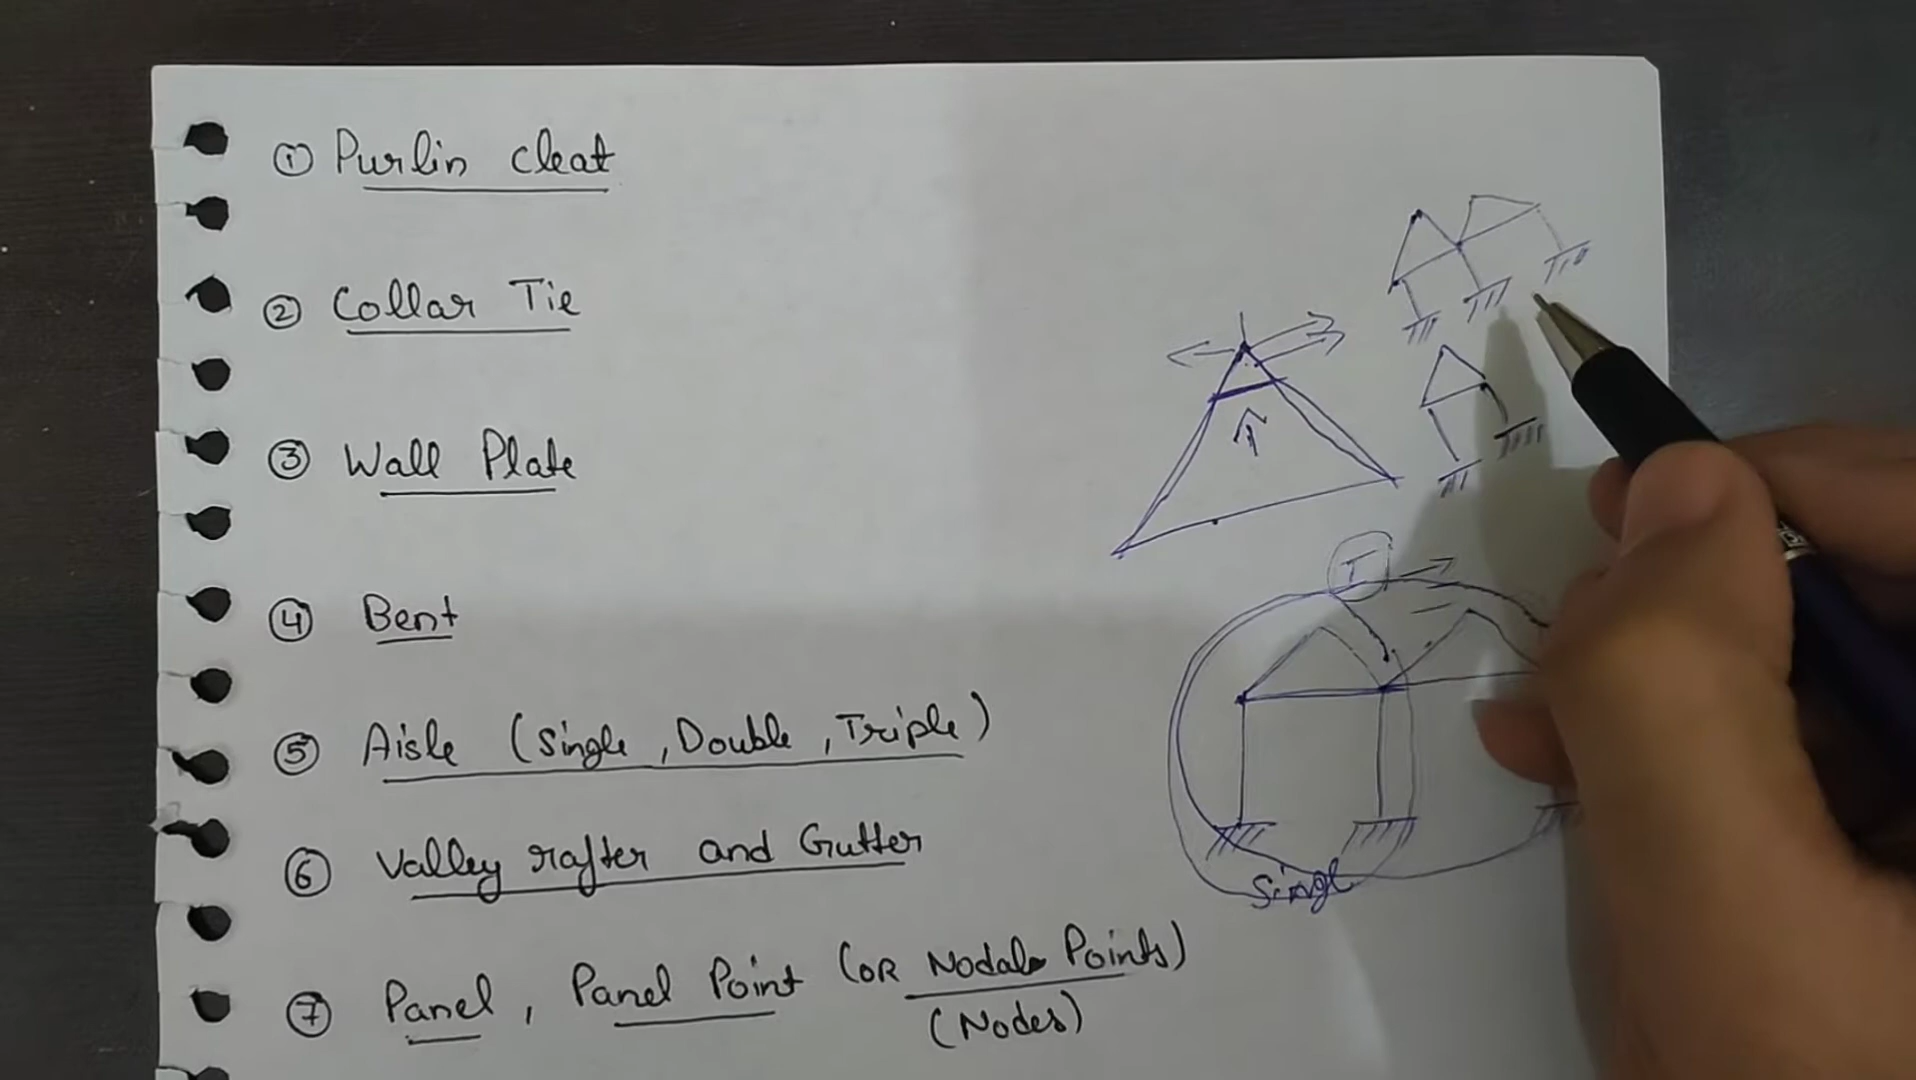 ① Purlin cleat
② Collar Tie
③ Wall Plate
④ Bent
⑤ Aisle (Single, Double, Triple)
⑥ Valley rafter and Gutter
⑦ Panel, Panel Point (OR Nodal Points)
(Nodes)
T
Singl